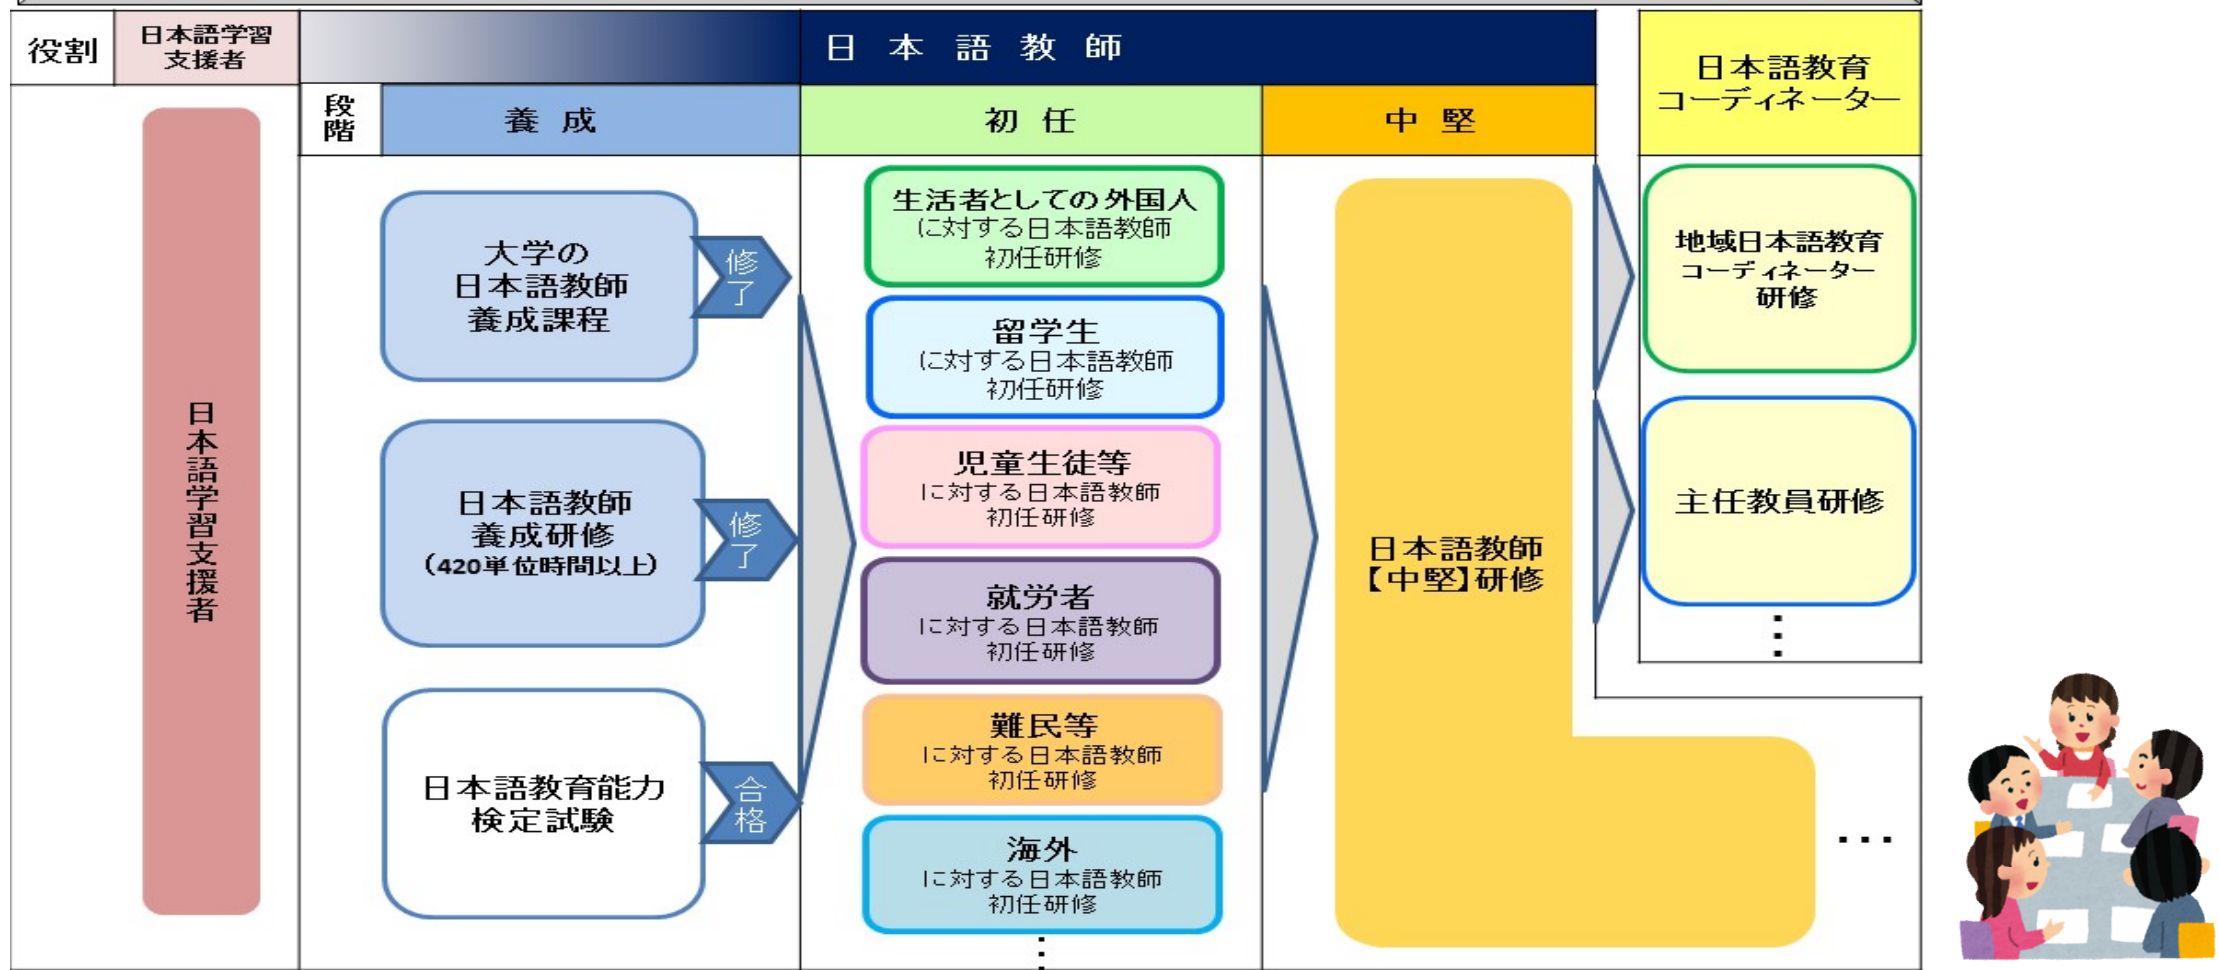 役割
日本語学習
支援者
日本語教師
日本語教育
コーディネーター
段階
養成
初任
中堅
日本語学習支援者
大学の
日本語教師
養成課程
修了
日本語教師
養成研修
(420単位時間以上)
修了
日本語教育能力
検定試験
合格
生活者としての外国人
に対する日本語教師
初任研修
留学生
に対する日本語教師
初任研修
児童生徒等
に対する日本語教師
初任研修
就労者
に対する日本語教師
初任研修
難民等
に対する日本語教師
初任研修
海外
に対する日本語教師
初任研修
⋮
日本語教師
【中堅】研修
地域日本語教育
コーディネーター
研修
主任教員研修
⋮
…